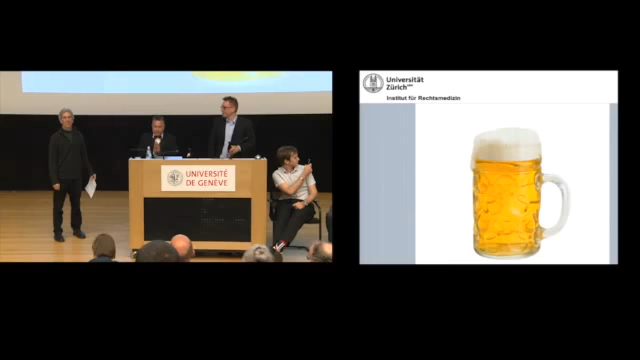 UNIVERSITÉ
DE GENÈVE
Universität
Zürich
Institut für Rechtsmedizin